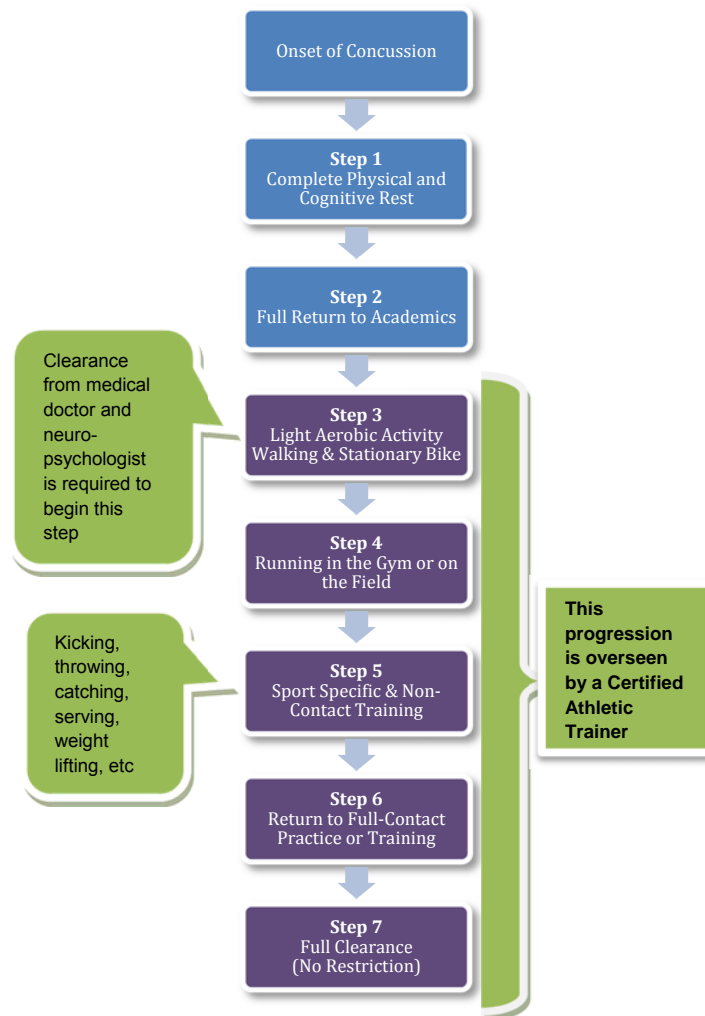 Onset of Concussion
Step 1
Complete Physical and
Cognitive Rest
Step 2
Full Return to Academics
Clearance
from medical
doctor and
neuro-
psychologist
is required to
begin this
step
Step 3
Light Aerobic Activity
Walking & Stationary Bike
Step 4
Running in the Gym or on
the Field
This
progression
is overseen
by a Certified
Athletic
Trainer
Kicking,
throwing,
catching,
serving,
weight
lifting, etc
Step 5
Sport Specific & Non-
Contact Training
Step 6
Return to Full-Contact
Practice or Training
Step 7
Full Clearance
(No Restriction)